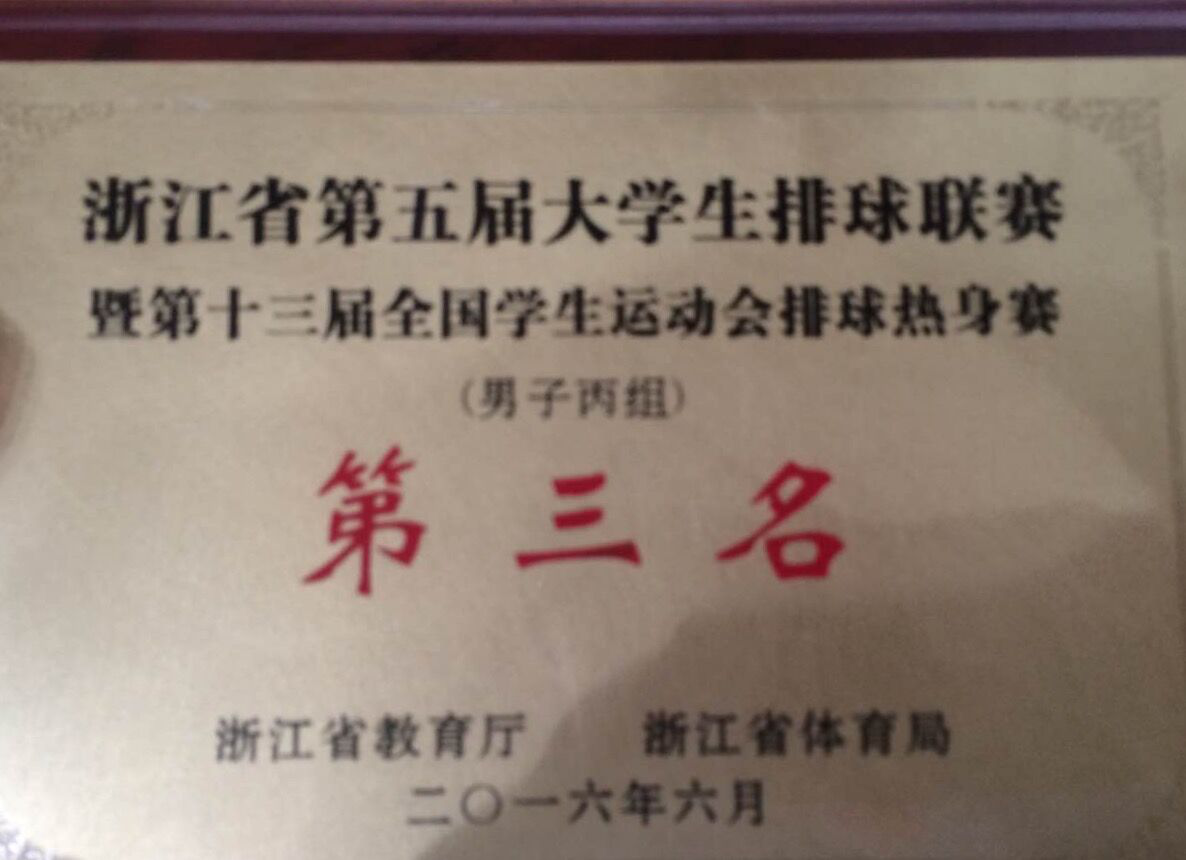 浙江省第五届大学生排球联赛
暨第十三届全国学生运动会排球热身赛
(男子丙组)
第三名
浙江省教育厅 浙江省体育局
二〇一六年六月